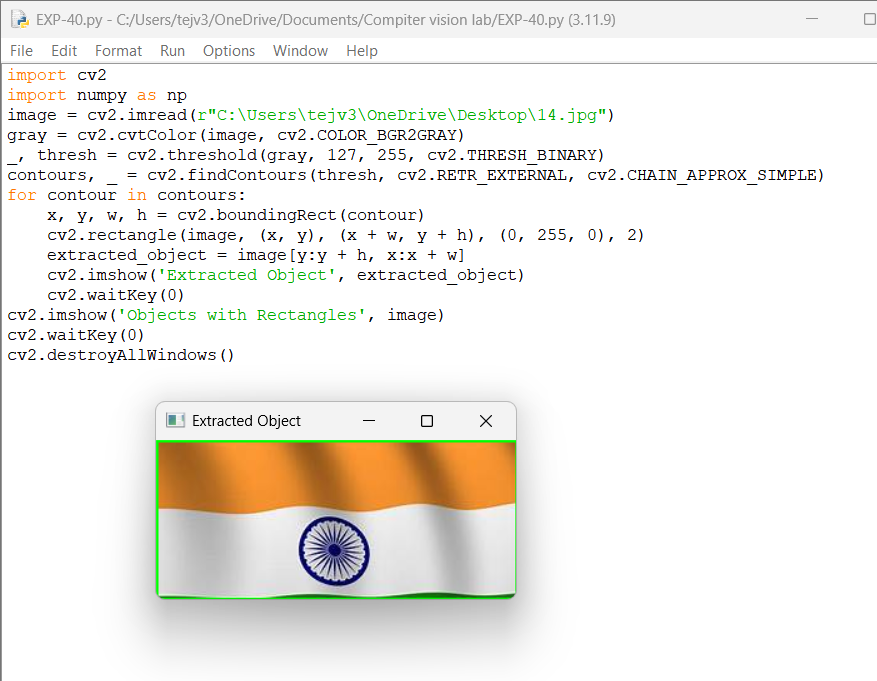 EXP-40.py - C:/Users/tejv3/OneDrive/Documents/Compiter vision lab/EXP-40.py (3.11.9)
File Edit Format Run Options Window Help
import cv2
import numpy as np
image = cv2.imread(r"C:\Users\tejv3\OneDrive\Desktop\14.jpg")
gray = cv2.cvtColor(image, cv2.COLOR_BGR2GRAY)
_, thresh = cv2.threshold(gray, 127, 255, cv2.THRESH_BINARY)
contours, _ = cv2.findContours(thresh, cv2.RETR_EXTERNAL, cv2.CHAIN_APPROX_SIMPLE)
for contour in contours:
    x, y, w, h = cv2.boundingRect(contour)
    cv2.rectangle(image, (x, y), (x + w, y + h), (0, 255, 0), 2)
    extracted_object = image[y:y + h, x:x + w]
    cv2.imshow('Extracted Object', extracted_object)
    cv2.waitKey(0)
cv2.imshow('Objects with Rectangles', image)
cv2.waitKey(0)
cv2.destroyAllWindows()
Extracted Object